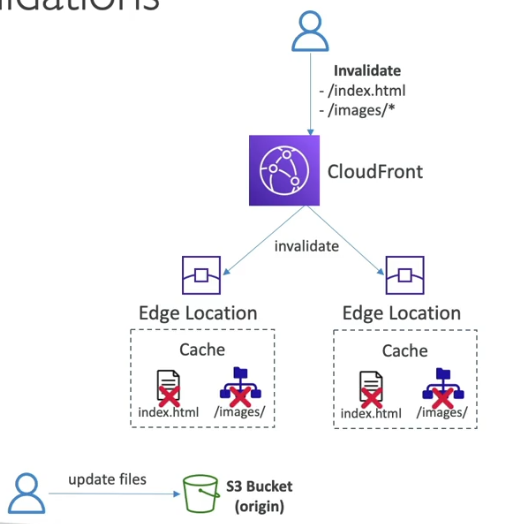 Invalidate
- /index.html
- /images/*
CloudFront
invalidate
Edge Location
Edge Location
Cache
Cache
index.html /images/
index.html /images/
update files
S3 Bucket
(origin)